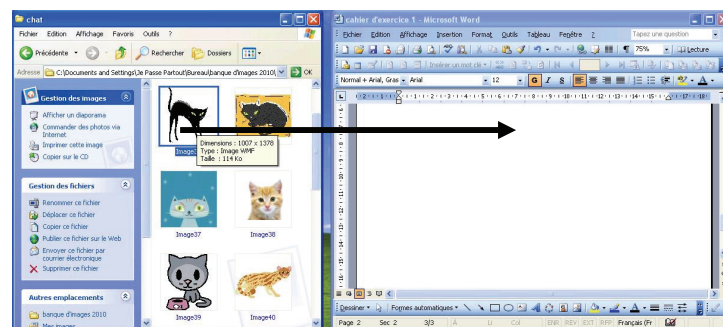 chat
Fichier Edition Affichage Favoris Outils ?
Précédente Rechercher Dossiers
Adresse C:\Documents and Settings\Je Passe Partout\Bureau\banque d'images 2010\ OK
Gestion des images
Afficher un diaporama
Commander des photos via
Internet
Imprimer cette image
Copier sur le CD
Gestion des fichiers
Renommer ce fichier
Déplacer ce fichier
Copier ce fichier
Publier ce fichier sur le Web
Envoyer ce fichier par
courrier électronique
Supprimer ce fichier
Autres emplacements
banque d'images 2010
Mes images
Dimensions : 1007 x 1378
Type : Image WMF
Taille : 114 Ko
Image37 Image38
Image39 Image40
cahier d'exercice 1 - Microsoft Word
Fichier Edition Affichage Insertion Format Outils Tableau Fenêtre ? Tapez une question
75% Lecture
Insérer un mot clé
Normal + Arial, Gras Arial 12 G I S
Dessiner Formes automatiques
Page 2 Sec 2 3/3 À Li Col ENR REV EXT RFP Français (Fr